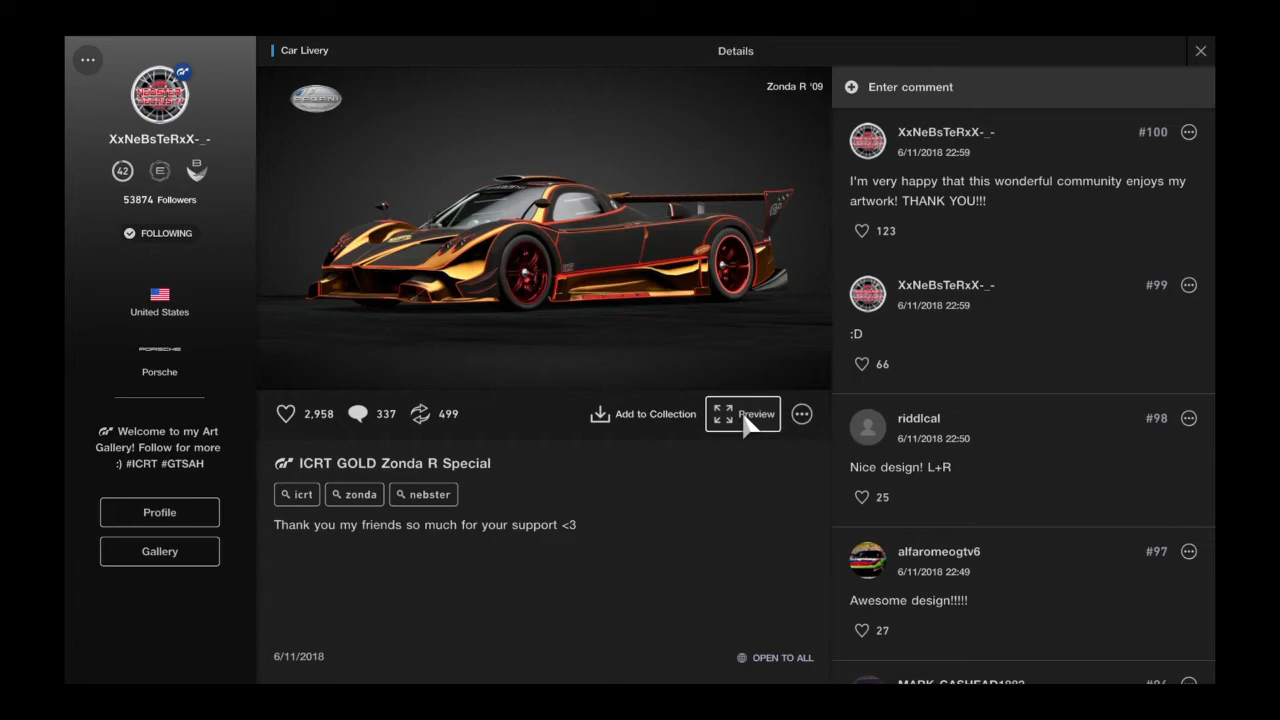 Car Livery
Details
XxNeBsTeRxX-_-
42
E
B
53874 Followers
FOLLOWING
United States
PORSCHE
Porsche
Welcome to my Art
Gallery! Follow for more
:) #ICRT #GTSAH
Profile
Gallery
PAGANI
Zonda R '09
2,958
337
499
Add to Collection
Preview
ICRT GOLD Zonda R Special
icrt
zonda
nebster
Thank you my friends so much for your support <3
6/11/2018
OPEN TO ALL
Enter comment
XxNeBsTeRxX-_-
#100
6/11/2018 22:59
I'm very happy that this wonderful community enjoys my
artwork! THANK YOU!!!
123
XxNeBsTeRxX-_-
#99
6/11/2018 22:59
:D
66
riddlcal
#98
6/11/2018 22:50
Nice design! L+R
25
alfaromeogtv6
#97
6/11/2018 22:49
Awesome design!!!!!
27